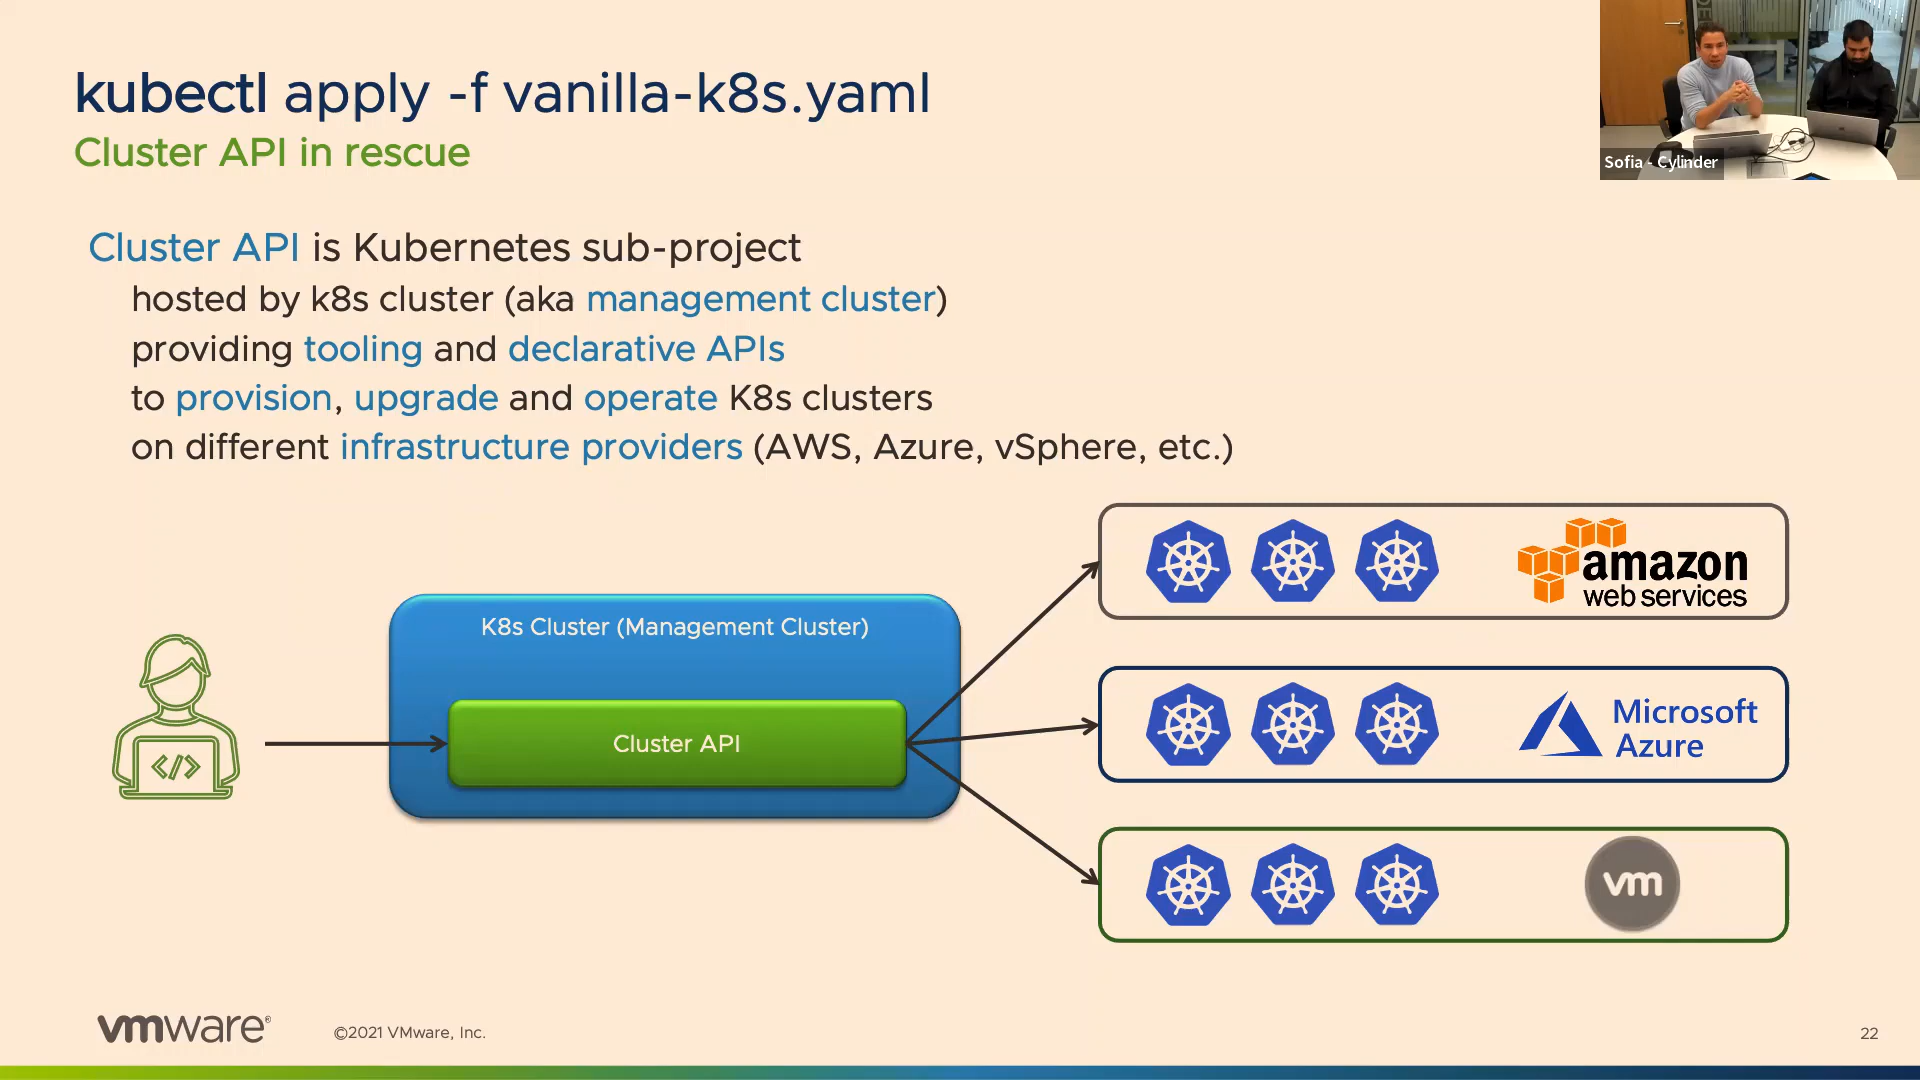 kubectl apply -f vanilla-k8s.yaml
Cluster API in rescue
Sofia - Cylinder
Cluster API is Kubernetes sub-project
hosted by k8s cluster (aka management cluster)
providing tooling and declarative APIs
to provision, upgrade and operate K8s clusters
on different infrastructure providers (AWS, Azure, vSphere, etc.)
K8s Cluster (Management Cluster)
Cluster API
</>
amazon
web services
Microsoft
Azure
vm
vmware®
©2021 VMware, Inc.
22